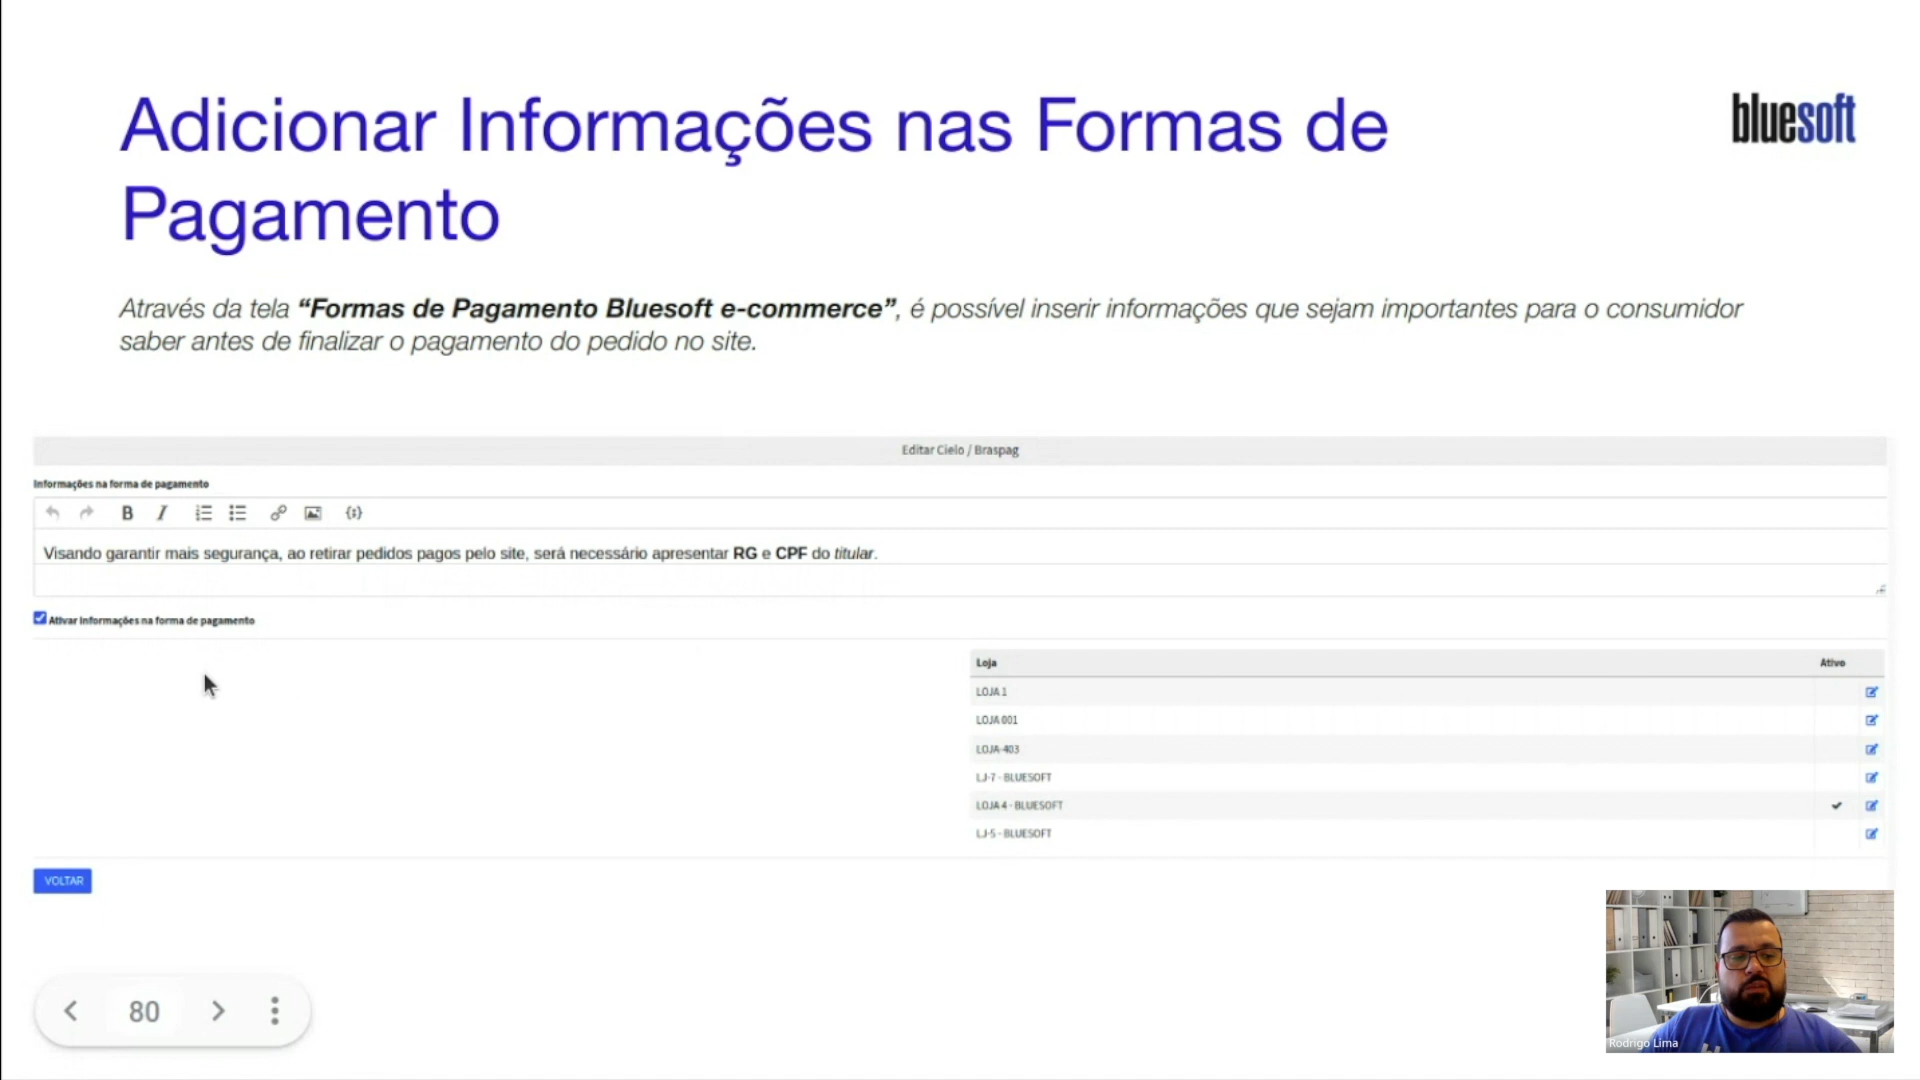 Adicionar Informações nas Formas de
Pagamento
bluesoft
Através da tela “Formas de Pagamento Bluesoft e-commerce”, é possível inserir informações que sejam importantes para o consumidor
saber antes de finalizar o pagamento do pedido no site.
Editar Cielo / Braspag
Informações na forma de pagamento
B I
Visando garantir mais segurança, ao retirar pedidos pagos pelo site, será necessário apresentar RG e CPF do titular.
Ativar informações na forma de pagamento
Loja Ativo
LOJA 1
LOJA 001
LOJA-403
LJ-7 - BLUESOFT
LOJA 4 - BLUESOFT
LJ-5 - BLUESOFT
VOLTAR
80
Rodrigo Lima